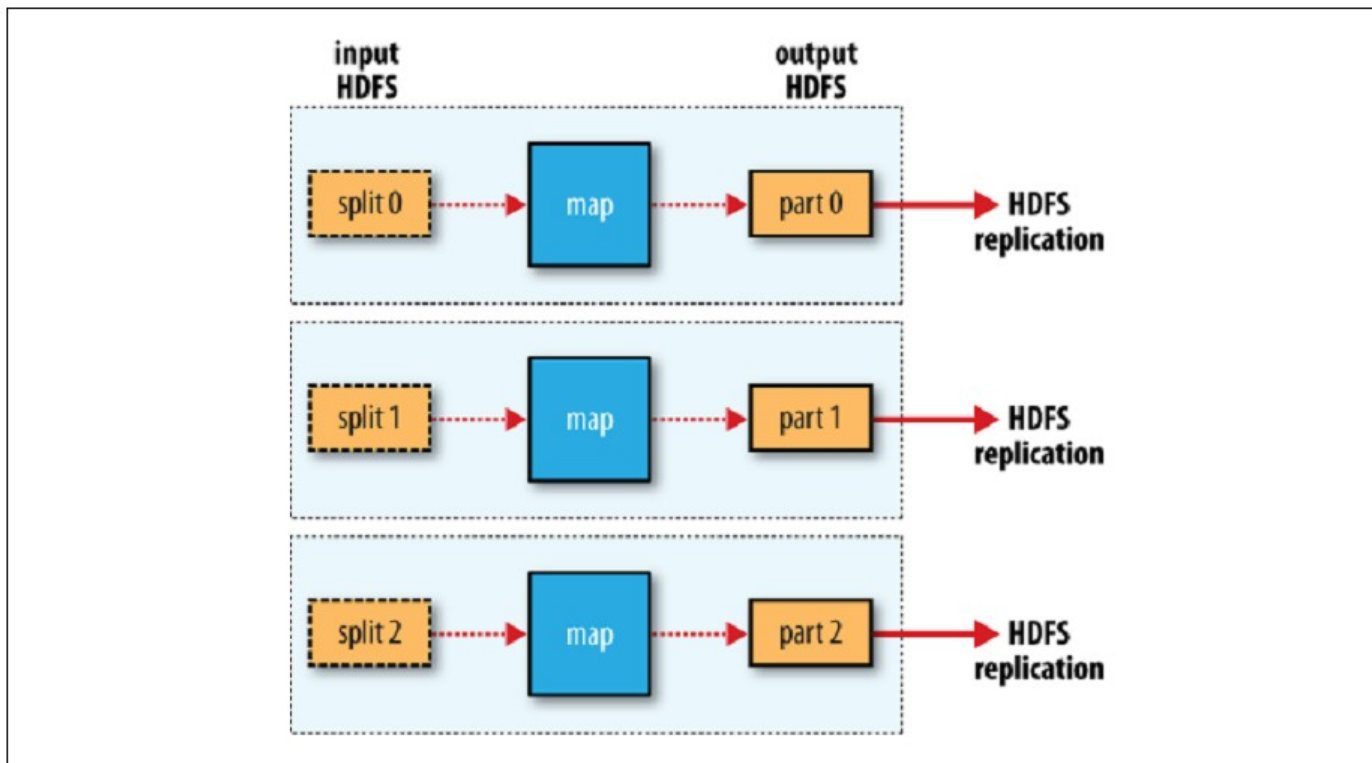 input
HDFS
output
HDFS
split 0
map
part 0
HDFS
replication
split 1
map
part 1
HDFS
replication
split 2
map
part 2
HDFS
replication